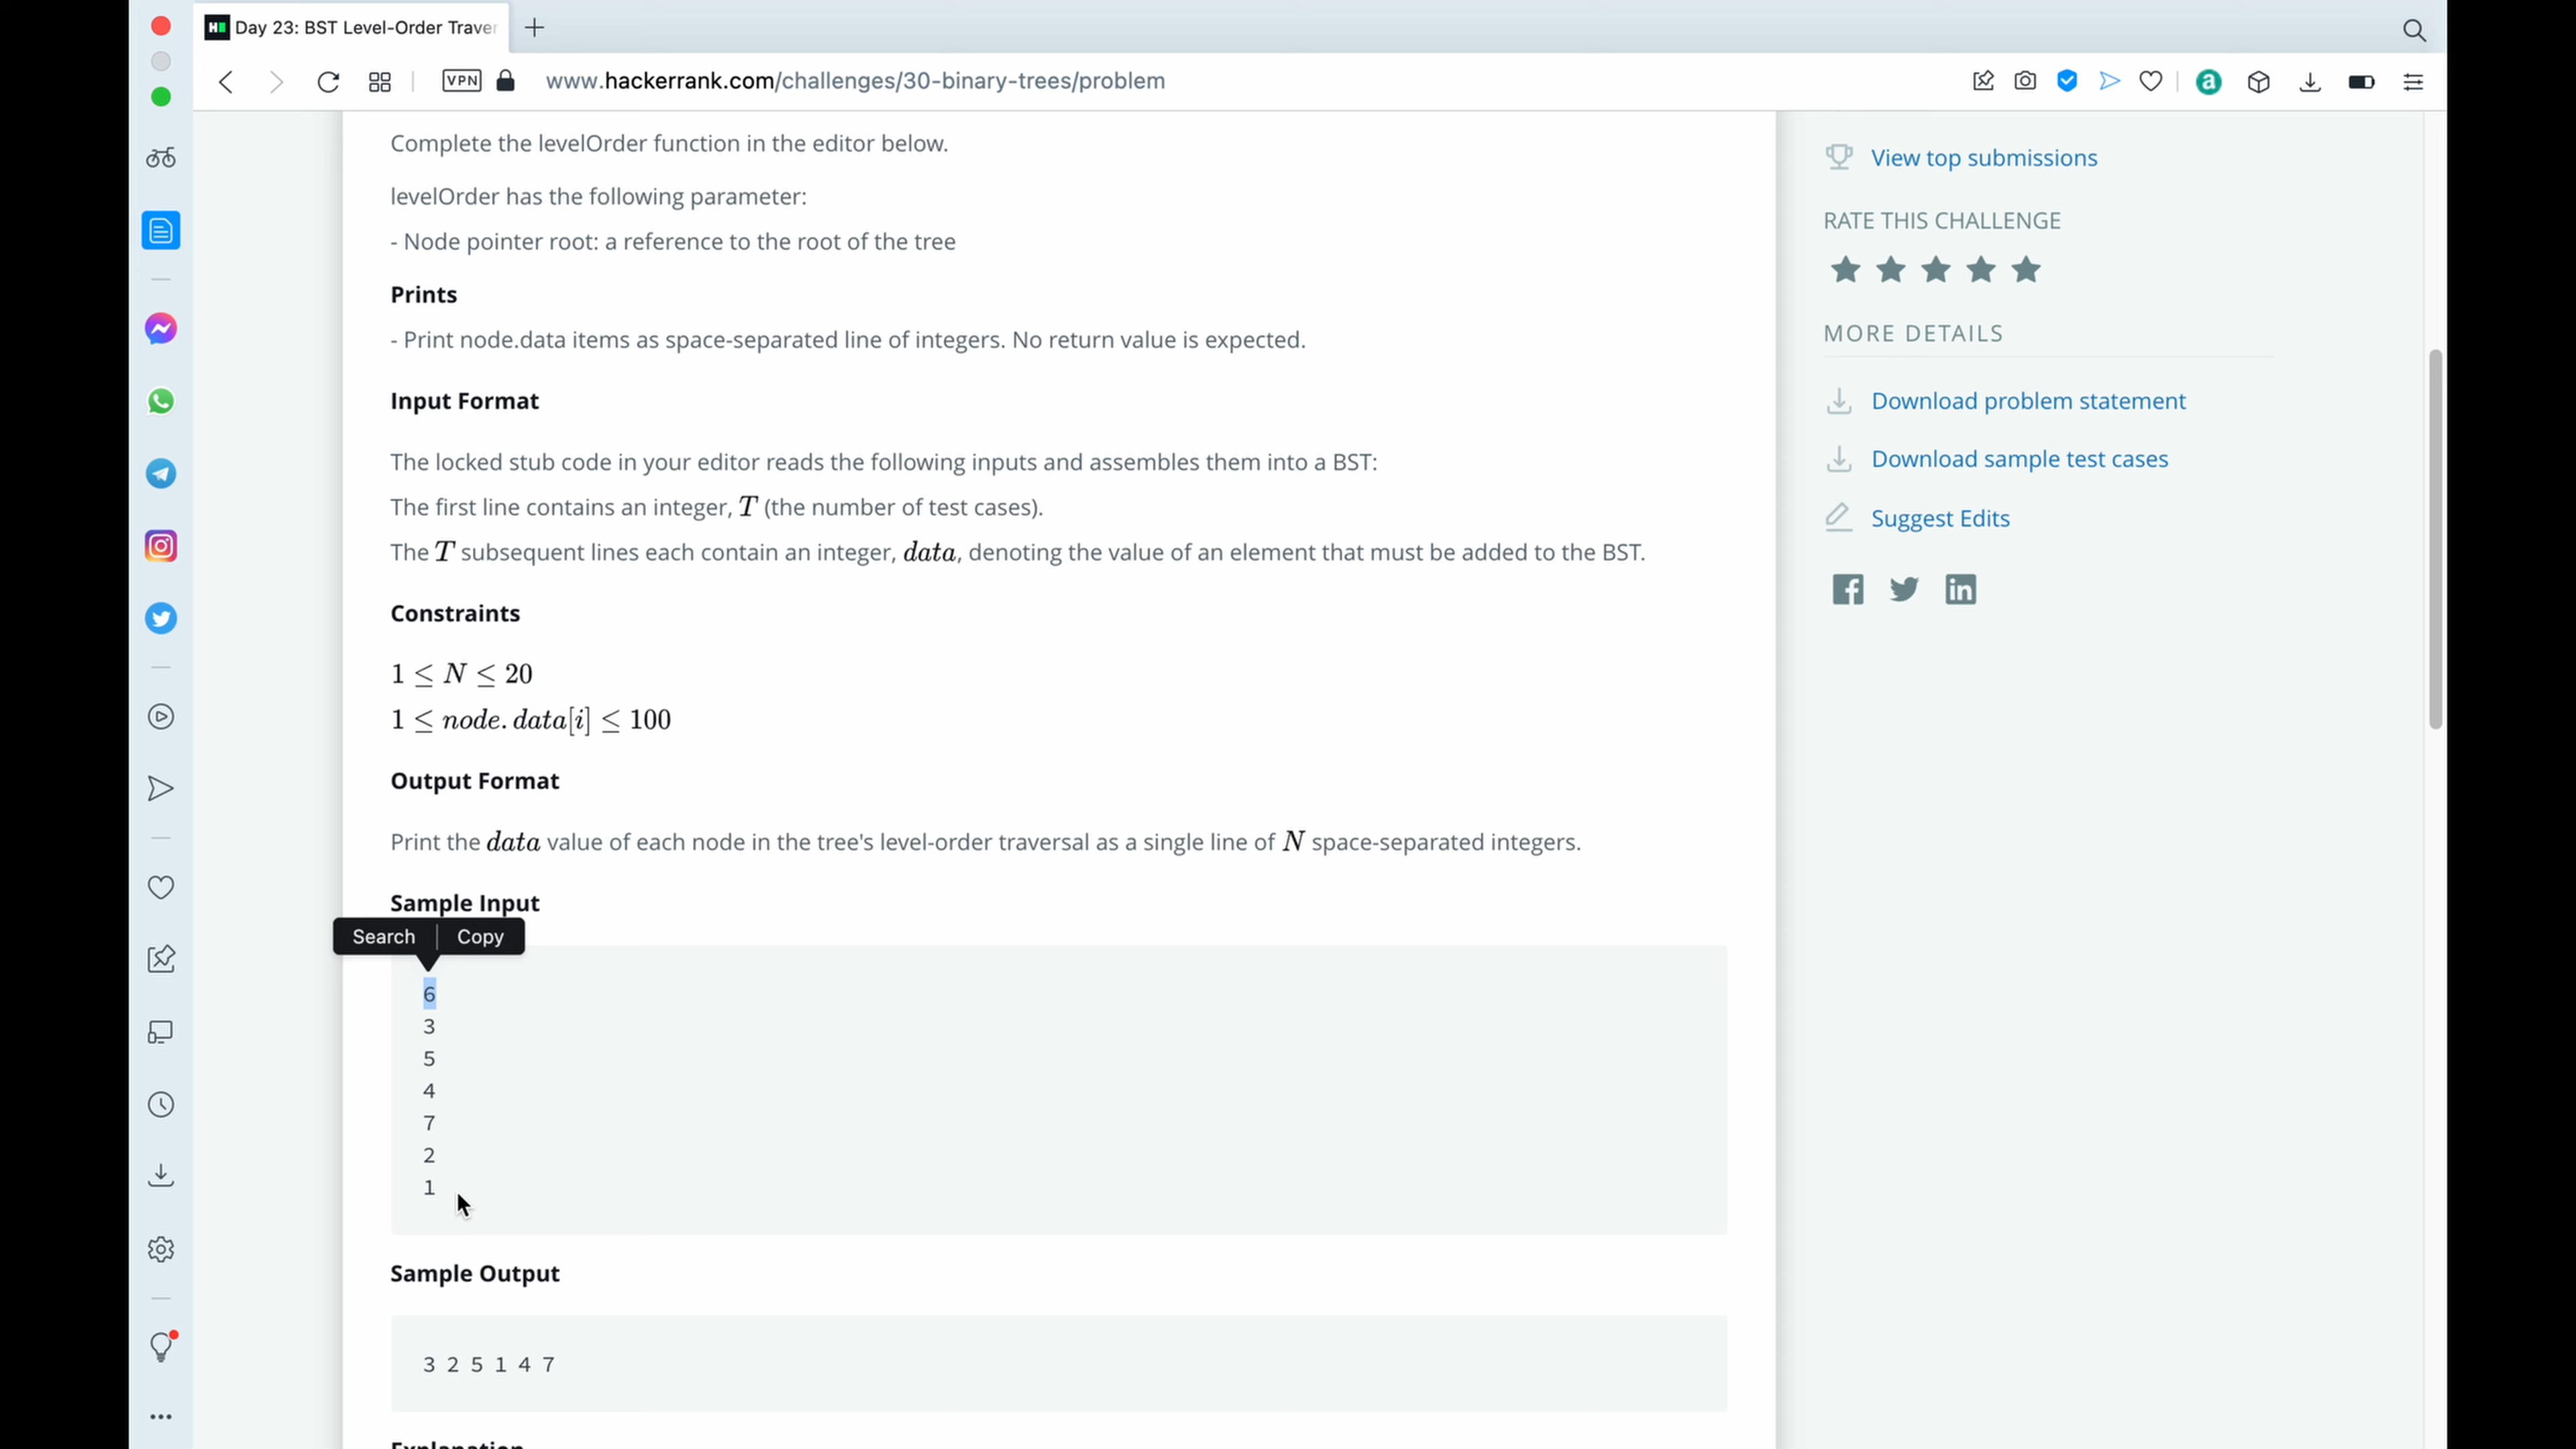 Day 23: BST Level-Order Traver
VPN
www.hackerrank.com/challenges/30-binary-trees/problem
a
Complete the levelOrder function in the editor below.
levelOrder has the following parameter:
- Node pointer root: a reference to the root of the tree
Prints
- Print node.data items as space-separated line of integers. No return value is expected.
Input Format
The locked stub code in your editor reads the following inputs and assembles them into a BST:
The first line contains an integer, T (the number of test cases).
The T subsequent lines each contain an integer, data, denoting the value of an element that must be added to the BST.
Constraints
1 ≤ N ≤ 20
1 ≤ node.data[i] ≤ 100
Output Format
Print the data value of each node in the tree's level-order traversal as a single line of N space-separated integers.
Sample Input
Search Copy
6
3
5
4
7
2
1
Sample Output
3 2 5 1 4 7
Explanation
View top submissions
RATE THIS CHALLENGE
MORE DETAILS
Download problem statement
Download sample test cases
Suggest Edits